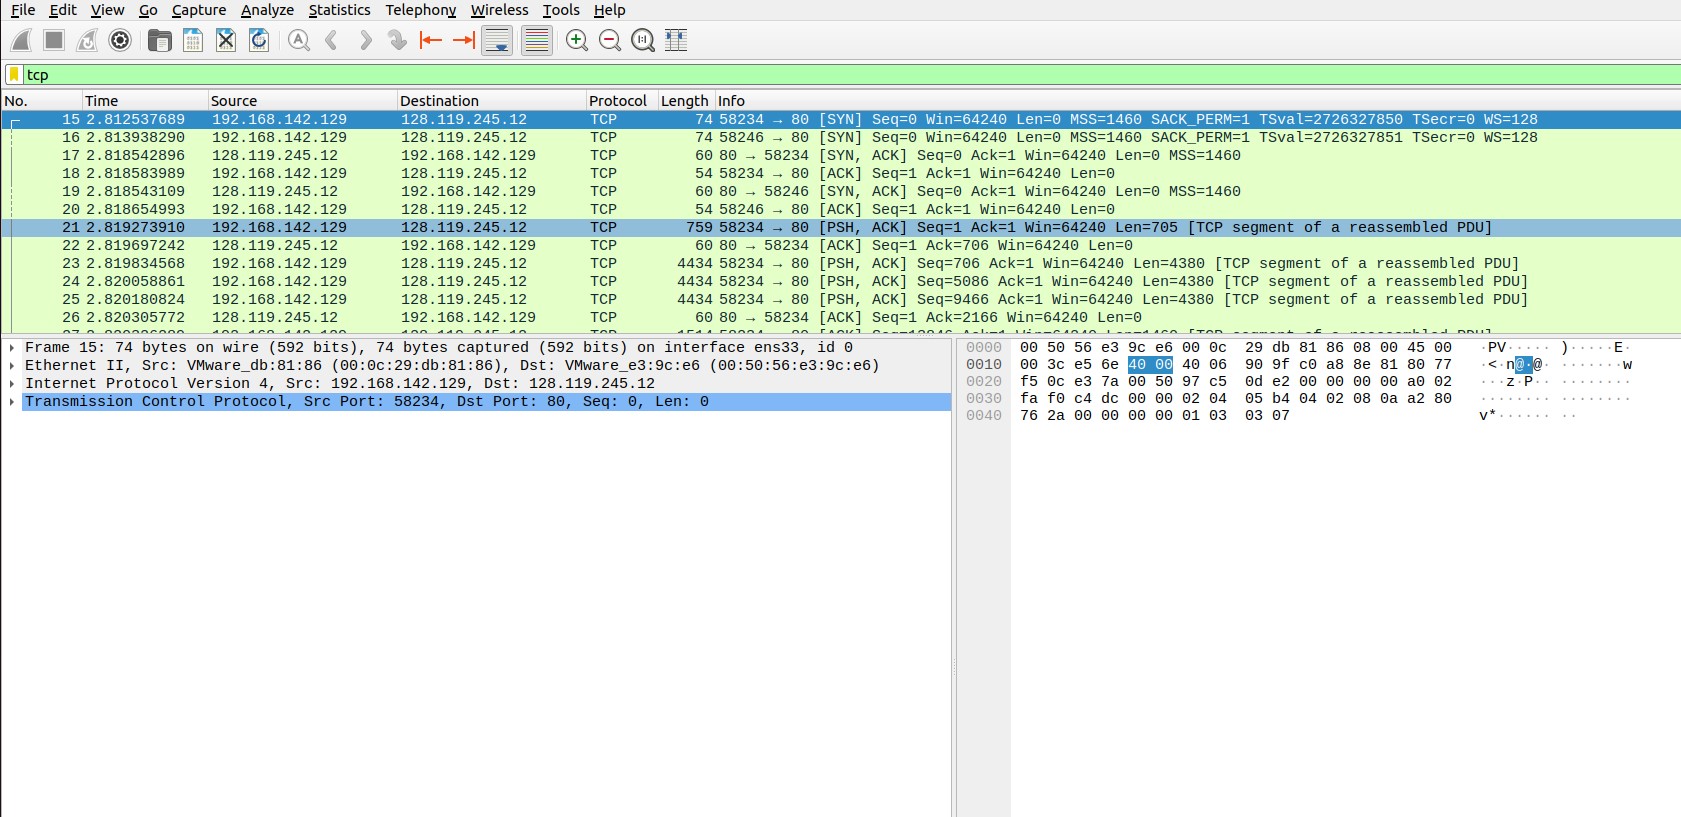 File Edit View Go Capture Analyze Statistics Telephony Wireless Tools Help
tcp
No. Time Source Destination Protocol Length Info
15 2.812537689 192.168.142.129 128.119.245.12 TCP 74 58234 → 80 [SYN] Seq=0 Win=64240 Len=0 MSS=1460 SACK_PERM=1 TSval=2726327850 TSecr=0 WS=128
16 2.813938290 192.168.142.129 128.119.245.12 TCP 74 58246 → 80 [SYN] Seq=0 Win=64240 Len=0 MSS=1460 SACK_PERM=1 TSval=2726327851 TSecr=0 WS=128
17 2.818542896 128.119.245.12 192.168.142.129 TCP 60 80 → 58234 [SYN, ACK] Seq=0 Ack=1 Win=64240 Len=0 MSS=1460
18 2.818583989 192.168.142.129 128.119.245.12 TCP 54 58234 → 80 [ACK] Seq=1 Ack=1 Win=64240 Len=0
19 2.818543109 128.119.245.12 192.168.142.129 TCP 60 80 → 58246 [SYN, ACK] Seq=0 Ack=1 Win=64240 Len=0 MSS=1460
20 2.818654993 192.168.142.129 128.119.245.12 TCP 54 58246 → 80 [ACK] Seq=1 Ack=1 Win=64240 Len=0
21 2.819273910 192.168.142.129 128.119.245.12 TCP 759 58234 → 80 [PSH, ACK] Seq=1 Ack=1 Win=64240 Len=705 [TCP segment of a reassembled PDU]
22 2.819697242 128.119.245.12 192.168.142.129 TCP 60 80 → 58234 [ACK] Seq=1 Ack=706 Win=64240 Len=0
23 2.819834568 192.168.142.129 128.119.245.12 TCP 4434 58234 → 80 [PSH, ACK] Seq=706 Ack=1 Win=64240 Len=4380 [TCP segment of a reassembled PDU]
24 2.820058861 192.168.142.129 128.119.245.12 TCP 4434 58234 → 80 [PSH, ACK] Seq=5086 Ack=1 Win=64240 Len=4380 [TCP segment of a reassembled PDU]
25 2.820180824 192.168.142.129 128.119.245.12 TCP 4434 58234 → 80 [PSH, ACK] Seq=9466 Ack=1 Win=64240 Len=4380 [TCP segment of a reassembled PDU]
26 2.820305772 128.119.245.12 192.168.142.129 TCP 60 80 → 58234 [ACK] Seq=1 Ack=2166 Win=64240 Len=0
Frame 15: 74 bytes on wire (592 bits), 74 bytes captured (592 bits) on interface ens33, id 0
Ethernet II, Src: VMware_db:81:86 (00:0c:29:db:81:86), Dst: VMware_e3:9c:e6 (00:50:56:e3:9c:e6)
Internet Protocol Version 4, Src: 192.168.142.129, Dst: 128.119.245.12
Transmission Control Protocol, Src Port: 58234, Dst Port: 80, Seq: 0, Len: 0
0000 00 50 56 e3 9c e6 00 0c 29 db 81 86 08 00 45 00 ·PV····· )·····E·
0010 00 3c e5 6e 40 00 40 06 90 9f c0 a8 8e 81 80 77 ·<·n@·@· ·······w
0020 f5 0c e3 7a 00 50 97 c5 0d e2 00 00 00 00 a0 02 ···z·P·· ········
0030 fa f0 c4 dc 00 00 02 04 05 b4 04 02 08 0a a2 80 ········ ········
0040 76 2a 00 00 00 00 01 03 03 07 v*······ ··